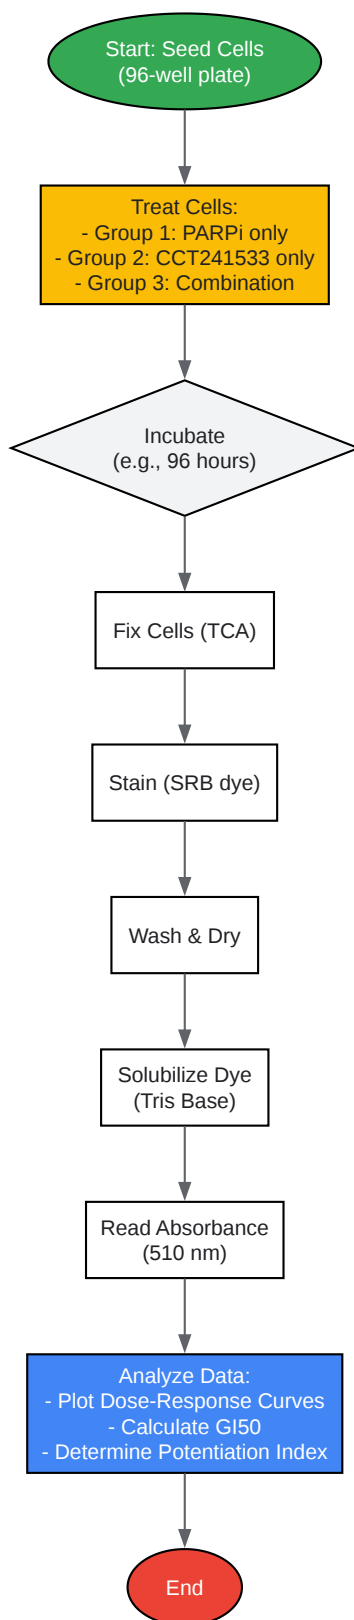 Start: Seed Cells
(96-well plate)
Treat Cells:
- Group 1: PARPi only
- Group 2: CCT241533 only
- Group 3: Combination
Incubate
(e.g., 96 hours)
Fix Cells (TCA)
Stain (SRB dye)
Wash & Dry
Solubilize Dye
(Tris Base)
Read Absorbance
(510 nm)
Analyze Data:
- Plot Dose-Response Curves
- Calculate GI50
- Determine Potentiation Index
End